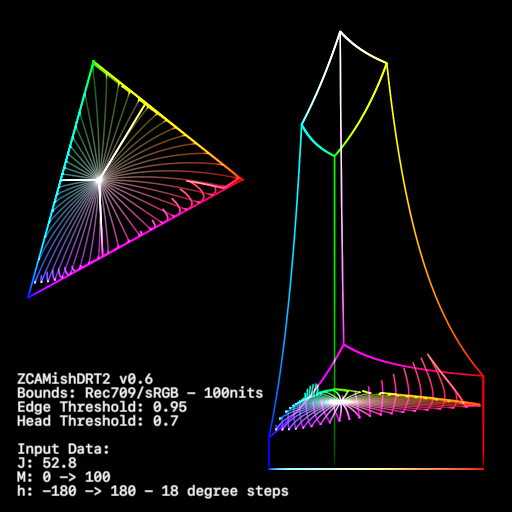 ZCAMishDRT2 v0.6
Bounds: Rec709/sRGB - 100nits
Edge Threshold: 0.95
Head Threshold: 0.7
Input Data:
J: 52.8
M: 0 -> 100
h: -180 -> 180 - 18 degree steps